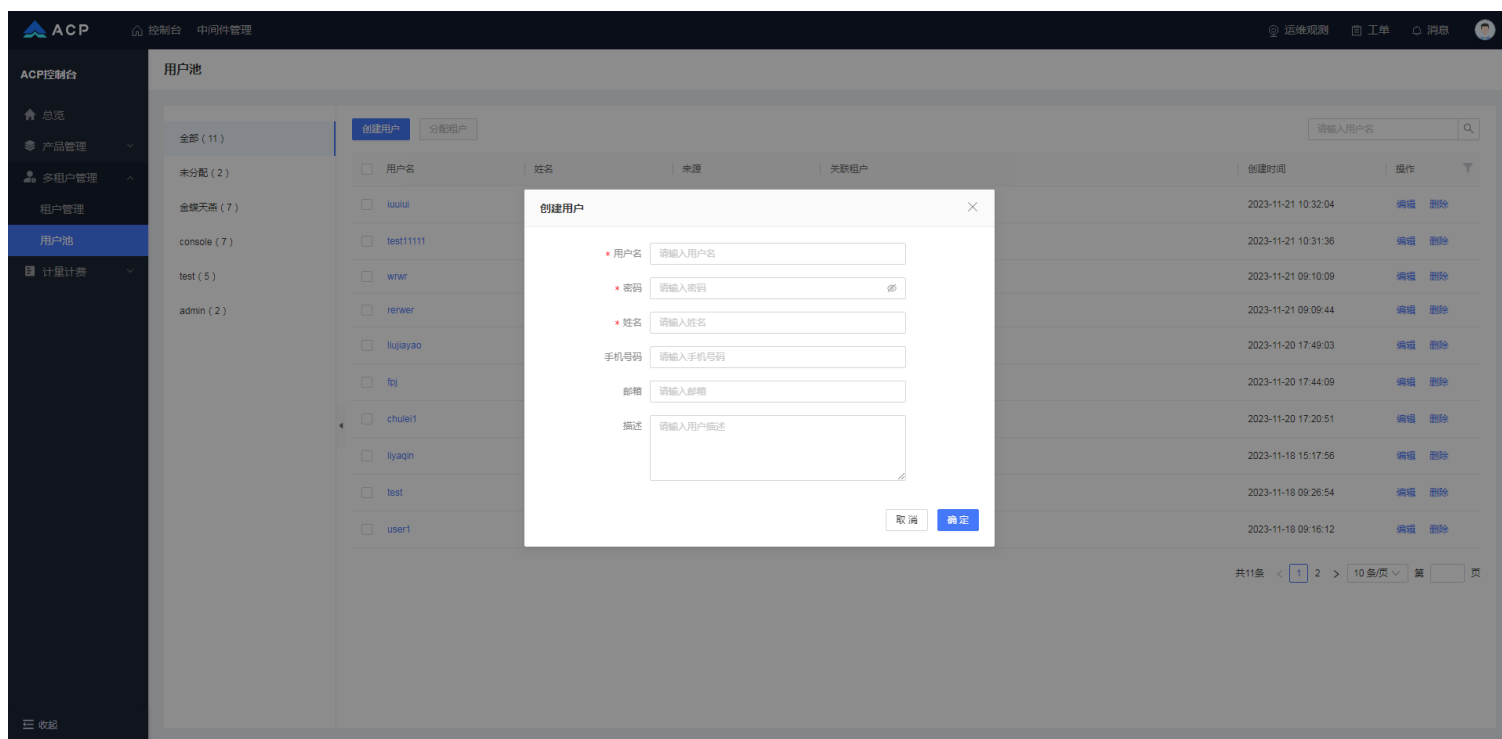 ACP 控制台 中间件管理 运维观测 工单 消息
ACP控制台
用户池
总览
产品管理
多租户管理
租户管理
用户池
计量计费
收起
全部 ( 11 )
未分配 ( 2 )
金蝶天燕 ( 7 )
console ( 7 )
test ( 5 )
admin ( 2 )
创建用户 分配租户 请输入用户名
用户名 姓名 来源 关联租户 创建时间 操作
iuuiui 2023-11-21 10:32:04 编辑 删除
test11111 2023-11-21 10:31:36 编辑 删除
wrwr 2023-11-21 09:10:09 编辑 删除
rerwer 2023-11-21 09:09:44 编辑 删除
liujiayao 2023-11-20 17:49:03 编辑 删除
fpj 2023-11-20 17:44:09 编辑 删除
chulei1 2023-11-20 17:20:51 编辑 删除
liyaqin 2023-11-18 15:17:56 编辑 删除
test 2023-11-18 09:26:54 编辑 删除
user1 2023-11-18 09:16:12 编辑 删除
共11条 < 1 2 > 10 条/页 第 页
创建用户
* 用户名 请输入用户名
* 密码 请输入密码
* 姓名 请输入姓名
手机号码 请输入手机号码
邮箱 请输入邮箱
描述 请输入用户描述
取 消 确 定